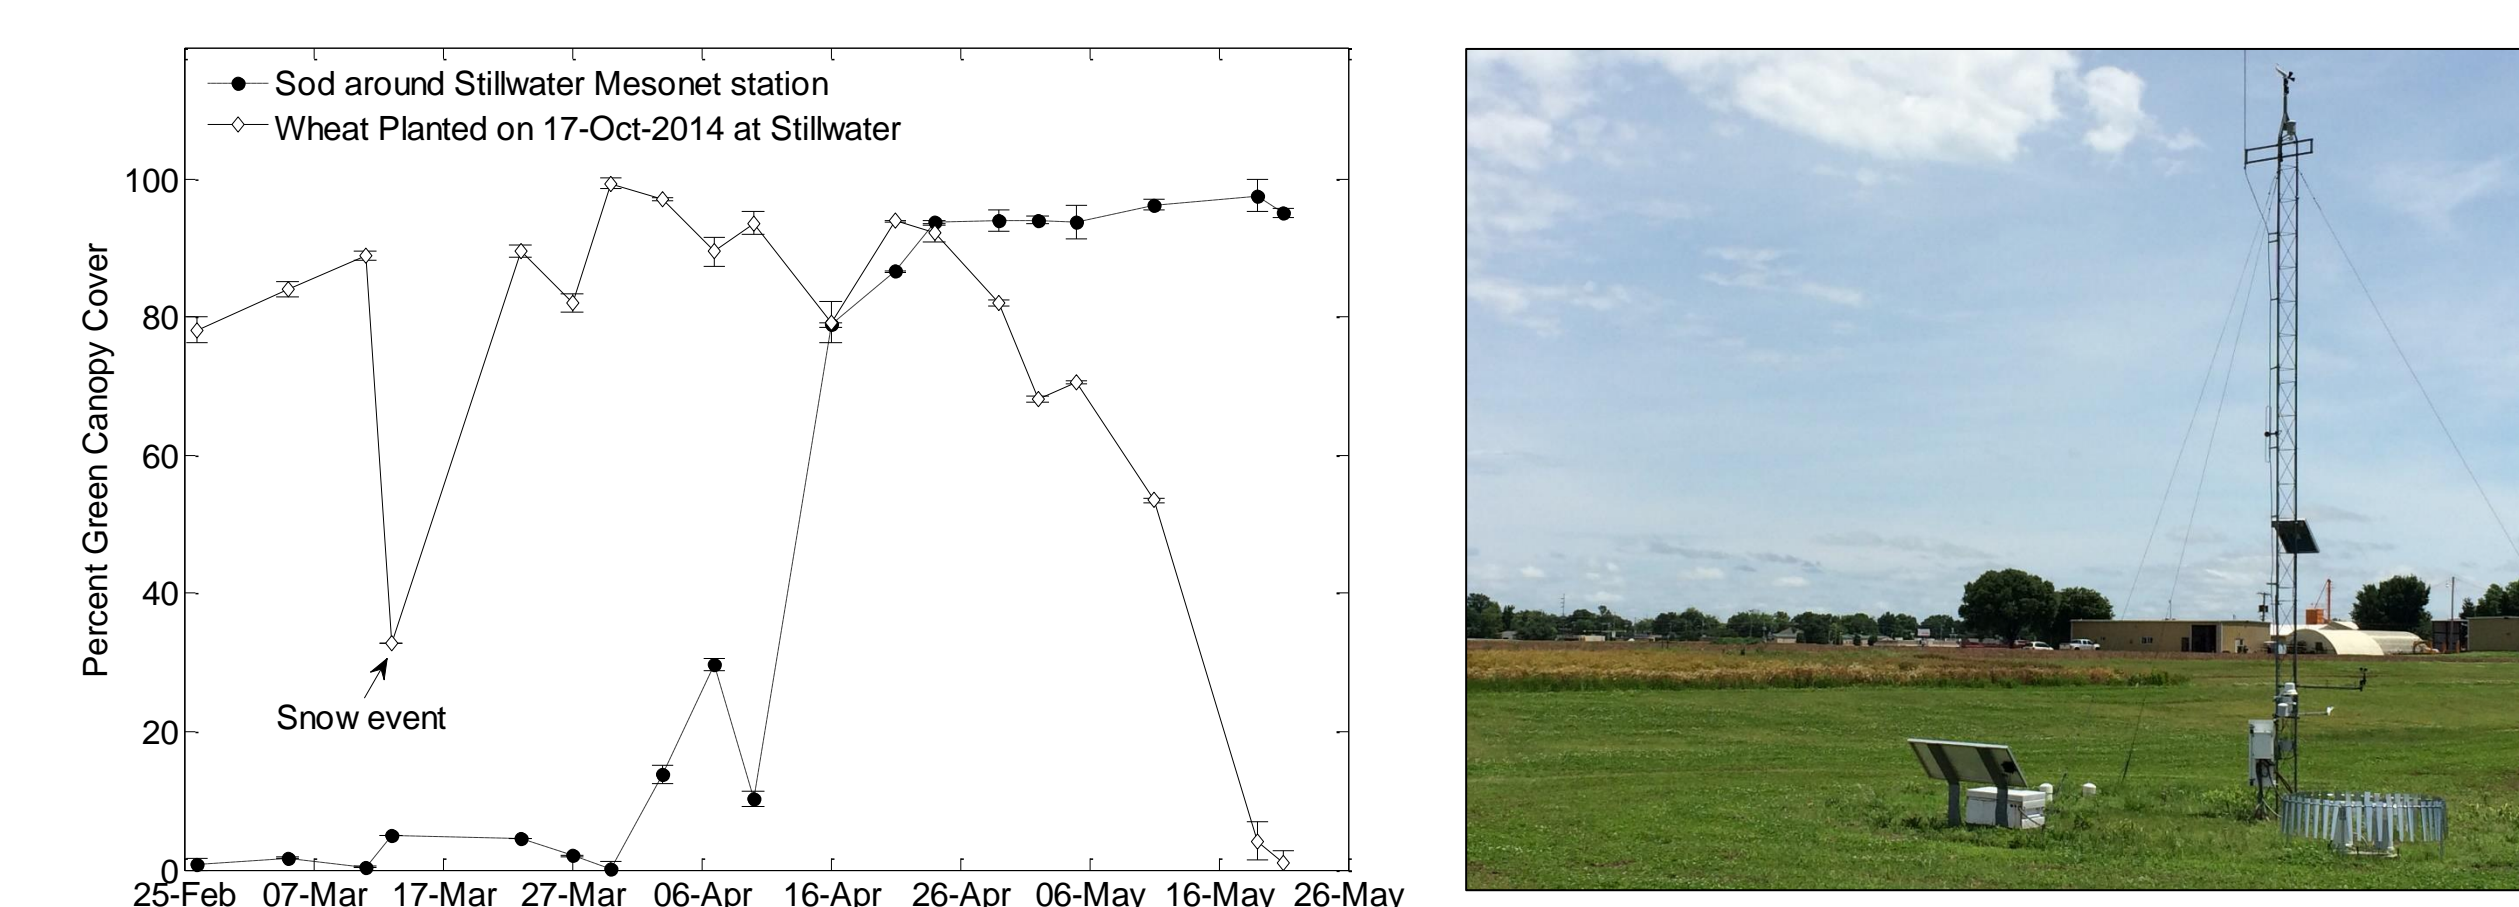 Sod around Stillwater Mesonet station
Wheat Planted on 17-Oct-2014 at Stillwater
Percent Green Canopy Cover
100
80
60
40
20
0
Snow event
25-Feb 07-Mar 17-Mar 27-Mar 06-Apr 16-Apr 26-Apr 06-May 16-May 26-May